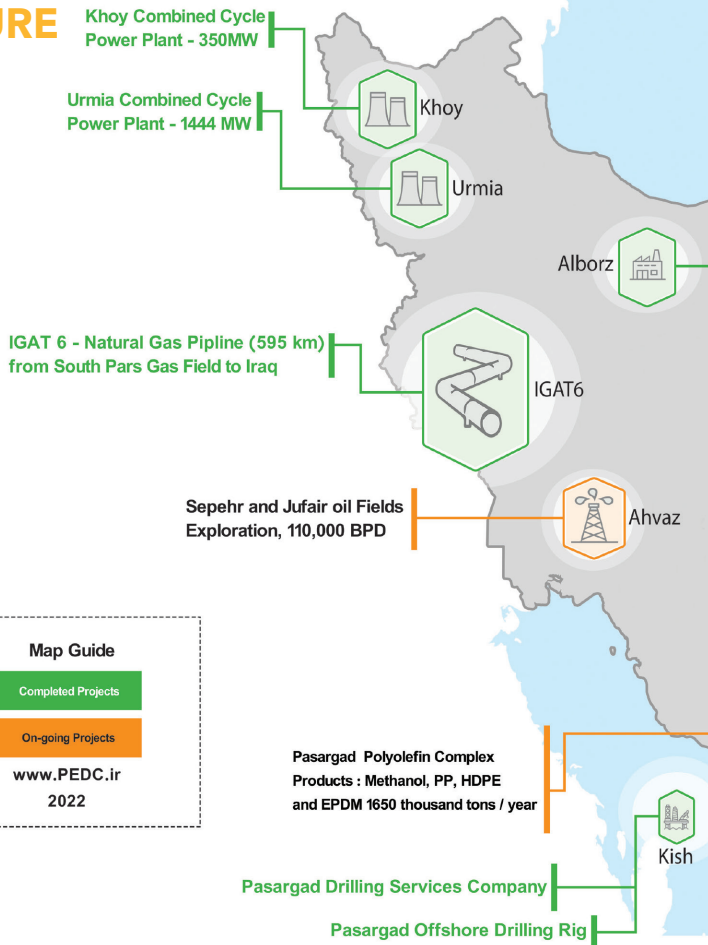 URE
Khoy Combined Cycle
Power Plant - 350MW
Khoy
Urmia Combined Cycle
Power Plant - 1444 MW
Urmia
Alborz
IGAT 6 - Natural Gas Pipline (595 km)
from South Pars Gas Field to Iraq
IGAT6
Sepehr and Jufair oil Fields
Exploration, 110,000 BPD
Ahvaz
Map Guide
Completed Projects
On-going Projects
www.PEDC.ir
2022
Pasargad Polyolefin Complex
Products : Methanol, PP, HDPE
and EPDM 1650 thousand tons / year
Kish
Pasargad Drilling Services Company
Pasargad Offshore Drilling Rig